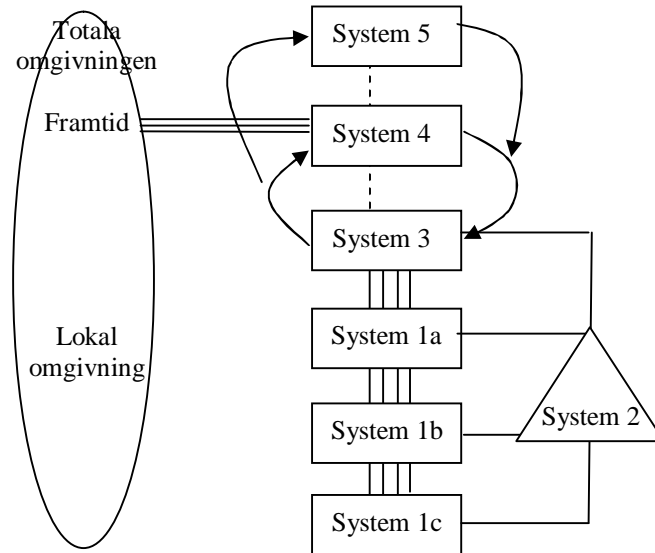 Totala
omgivningen
Framtid
Lokal
omgivning
System 5
System 4
System 3
System 1a
System 1b
System 1c
System 2